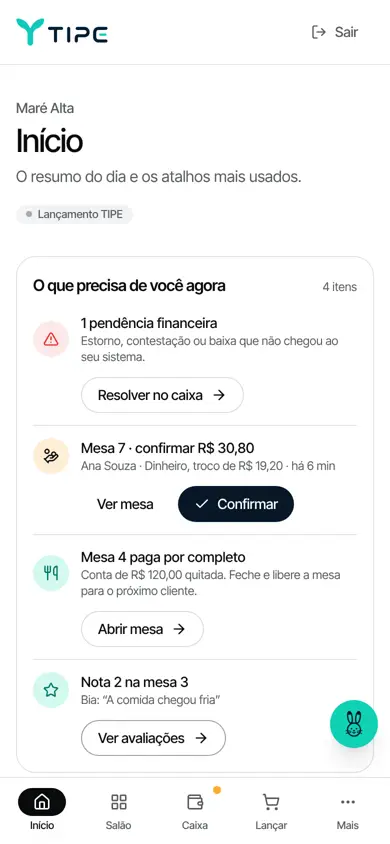 TIPE
Sair
Maré Alta
Início
O resumo do dia e os atalhos mais usados.
Lançamento TIPE
O que precisa de você agora
4 itens
1 pendência financeira
Estorno, contestação ou baixa que não chegou ao
seu sistema.
Resolver no caixa
Mesa 7 · confirmar R$ 30,80
Ana Souza · Dinheiro, troco de R$ 19,20 · há 6 min
Ver mesa
Confirmar
Mesa 4 paga por completo
Conta de R$ 120,00 quitada. Feche e libere a mesa
para o próximo cliente.
Abrir mesa
Nota 2 na mesa 3
Bia: “A comida chegou fria”
Ver avaliações
Início
Salão
Caixa
Lançar
Mais